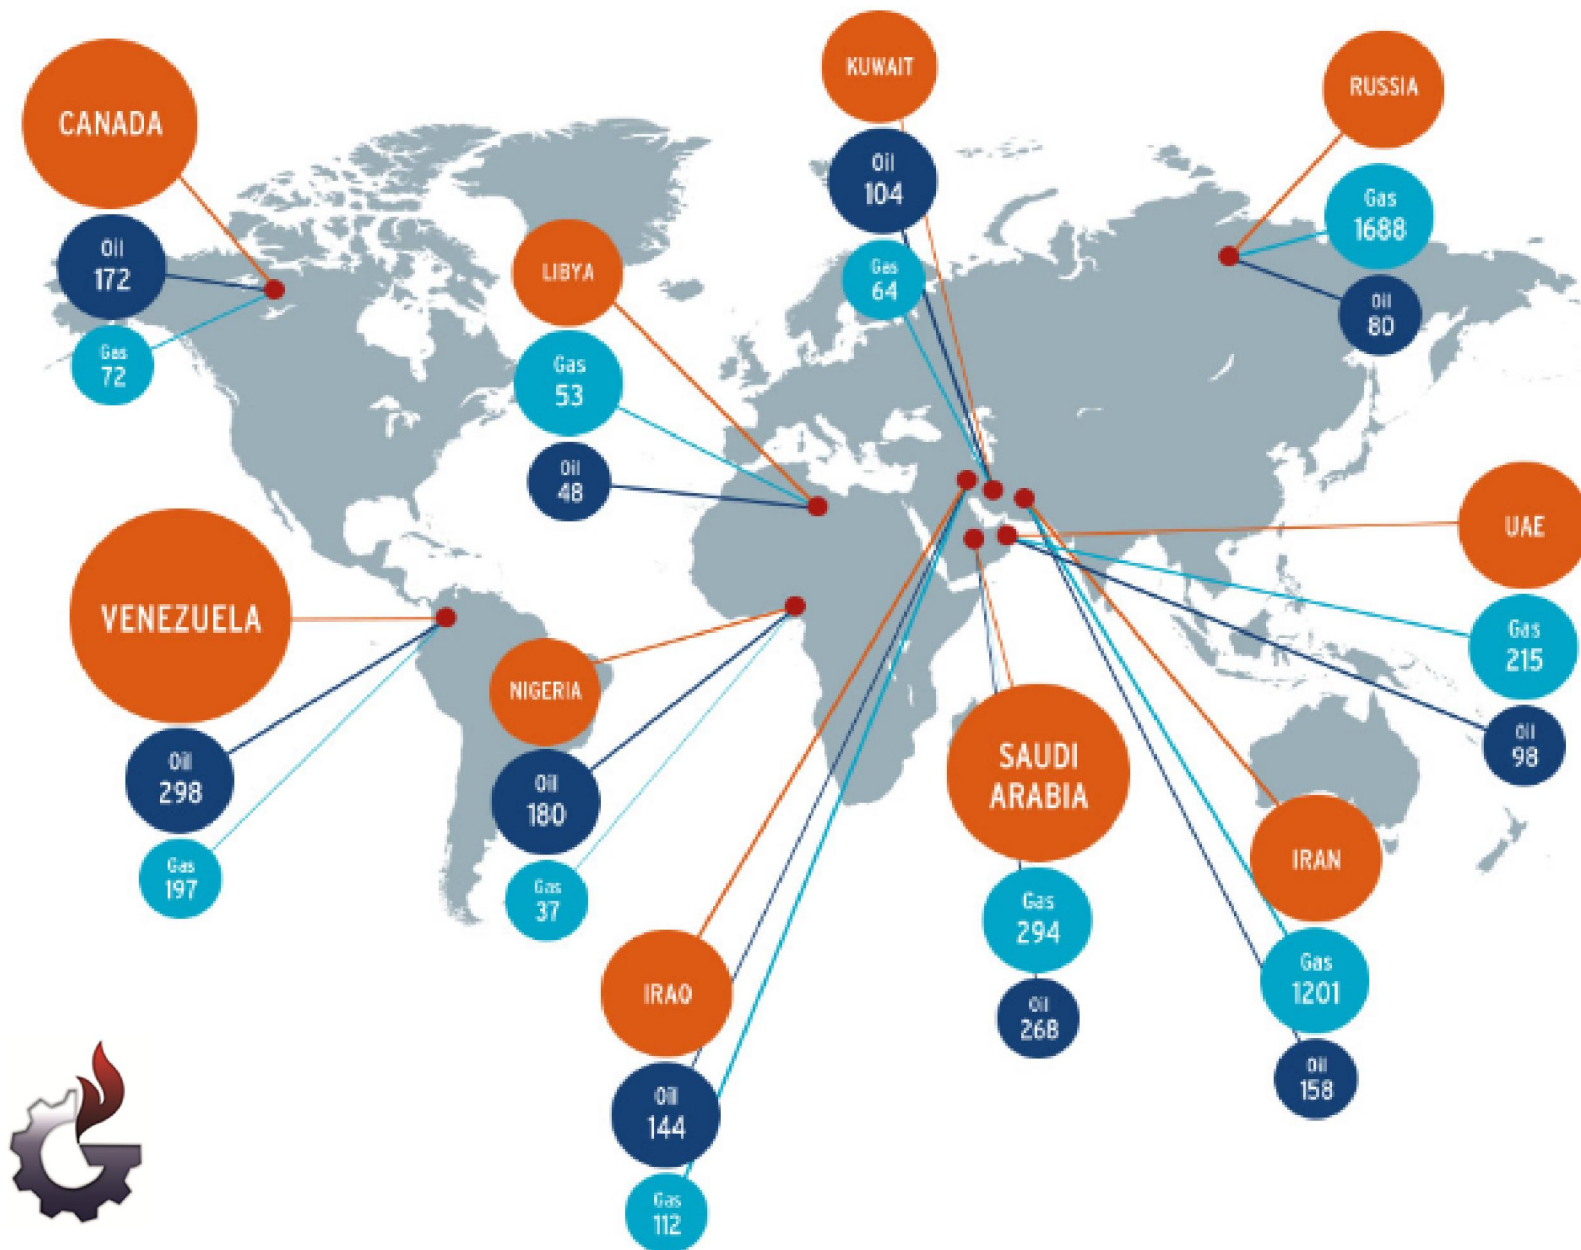 CANADA
Oil
172
Gas
72
LIBYA
Gas
53
Oil
48
KUWAIT
Oil
104
Gas
64
RUSSIA
Gas
1688
Oil
80
VENEZUELA
Oil
298
Gas
197
NIGERIA
Oil
180
Gas
37
IRAQ
Oil
144
Gas
112
SAUDI
ARABIA
Gas
294
Oil
268
IRAN
Gas
1201
Oil
158
UAE
Gas
215
Oil
98